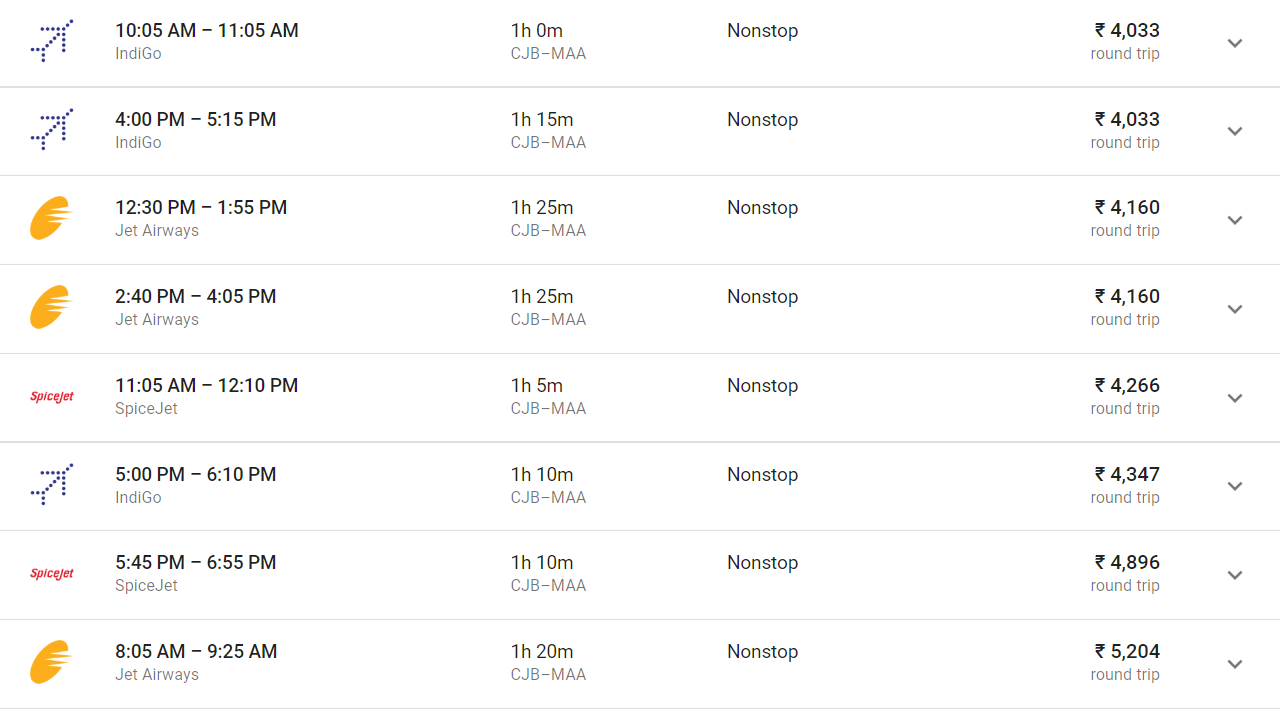 10:05 AM – 11:05 AM 1h 0m Nonstop ₹ 4,033
IndiGo CJB–MAA round trip
4:00 PM – 5:15 PM 1h 15m Nonstop ₹ 4,033
IndiGo CJB–MAA round trip
12:30 PM – 1:55 PM 1h 25m Nonstop ₹ 4,160
Jet Airways CJB–MAA round trip
2:40 PM – 4:05 PM 1h 25m Nonstop ₹ 4,160
Jet Airways CJB–MAA round trip
11:05 AM – 12:10 PM 1h 5m Nonstop ₹ 4,266
SpiceJet
SpiceJet CJB–MAA round trip
5:00 PM – 6:10 PM 1h 10m Nonstop ₹ 4,347
IndiGo CJB–MAA round trip
5:45 PM – 6:55 PM 1h 10m Nonstop ₹ 4,896
SpiceJet
SpiceJet CJB–MAA round trip
8:05 AM – 9:25 AM 1h 20m Nonstop ₹ 5,204
Jet Airways CJB–MAA round trip